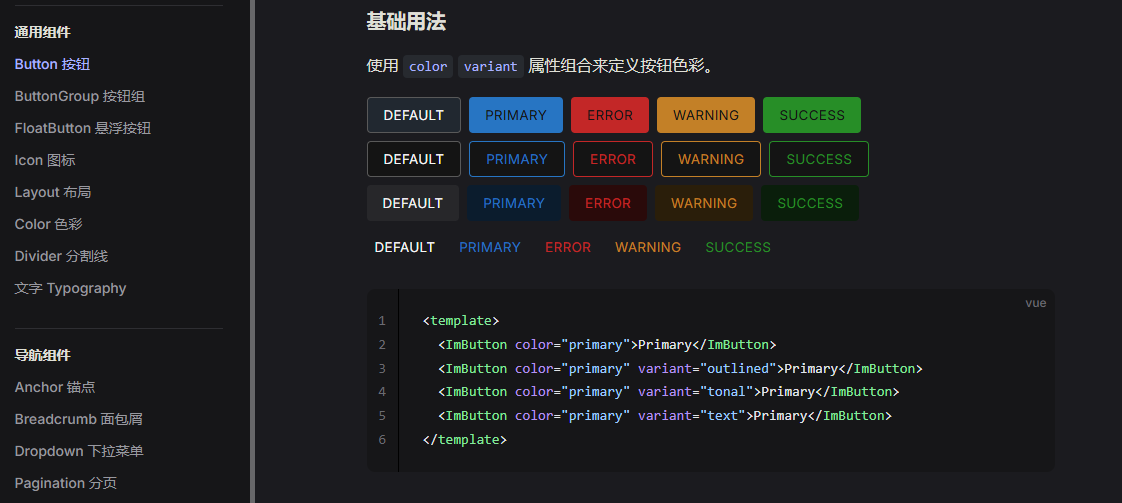 通用组件
Button 按钮
ButtonGroup 按钮组
FloatButton 悬浮按钮
Icon 图标
Layout 布局
Color 色彩
Divider 分割线
文字 Typography
导航组件
Anchor 锚点
Breadcrumb 面包屑
Dropdown 下拉菜单
Pagination 分页
基础用法
使用 color variant 属性组合来定义按钮色彩。
DEFAULT PRIMARY ERROR WARNING SUCCESS
DEFAULT PRIMARY ERROR WARNING SUCCESS
DEFAULT PRIMARY ERROR WARNING SUCCESS
DEFAULT PRIMARY ERROR WARNING SUCCESS
vue
1 <template>
2   <ImButton color="primary">Primary</ImButton>
3   <ImButton color="primary" variant="outlined">Primary</ImButton>
4   <ImButton color="primary" variant="tonal">Primary</ImButton>
5   <ImButton color="primary" variant="text">Primary</ImButton>
6 </template>